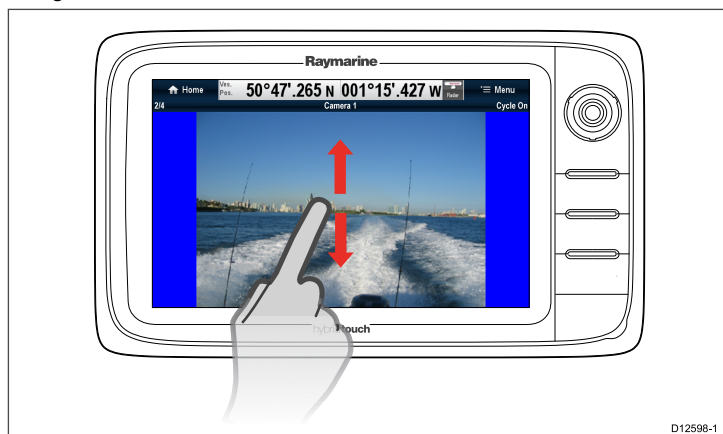 Raymarine
Home
Ves. Pos. 50°47'.265 N 001°15'.427 W
Radar
Menu
2/4
Camera 1
Cycle On
D12598-1